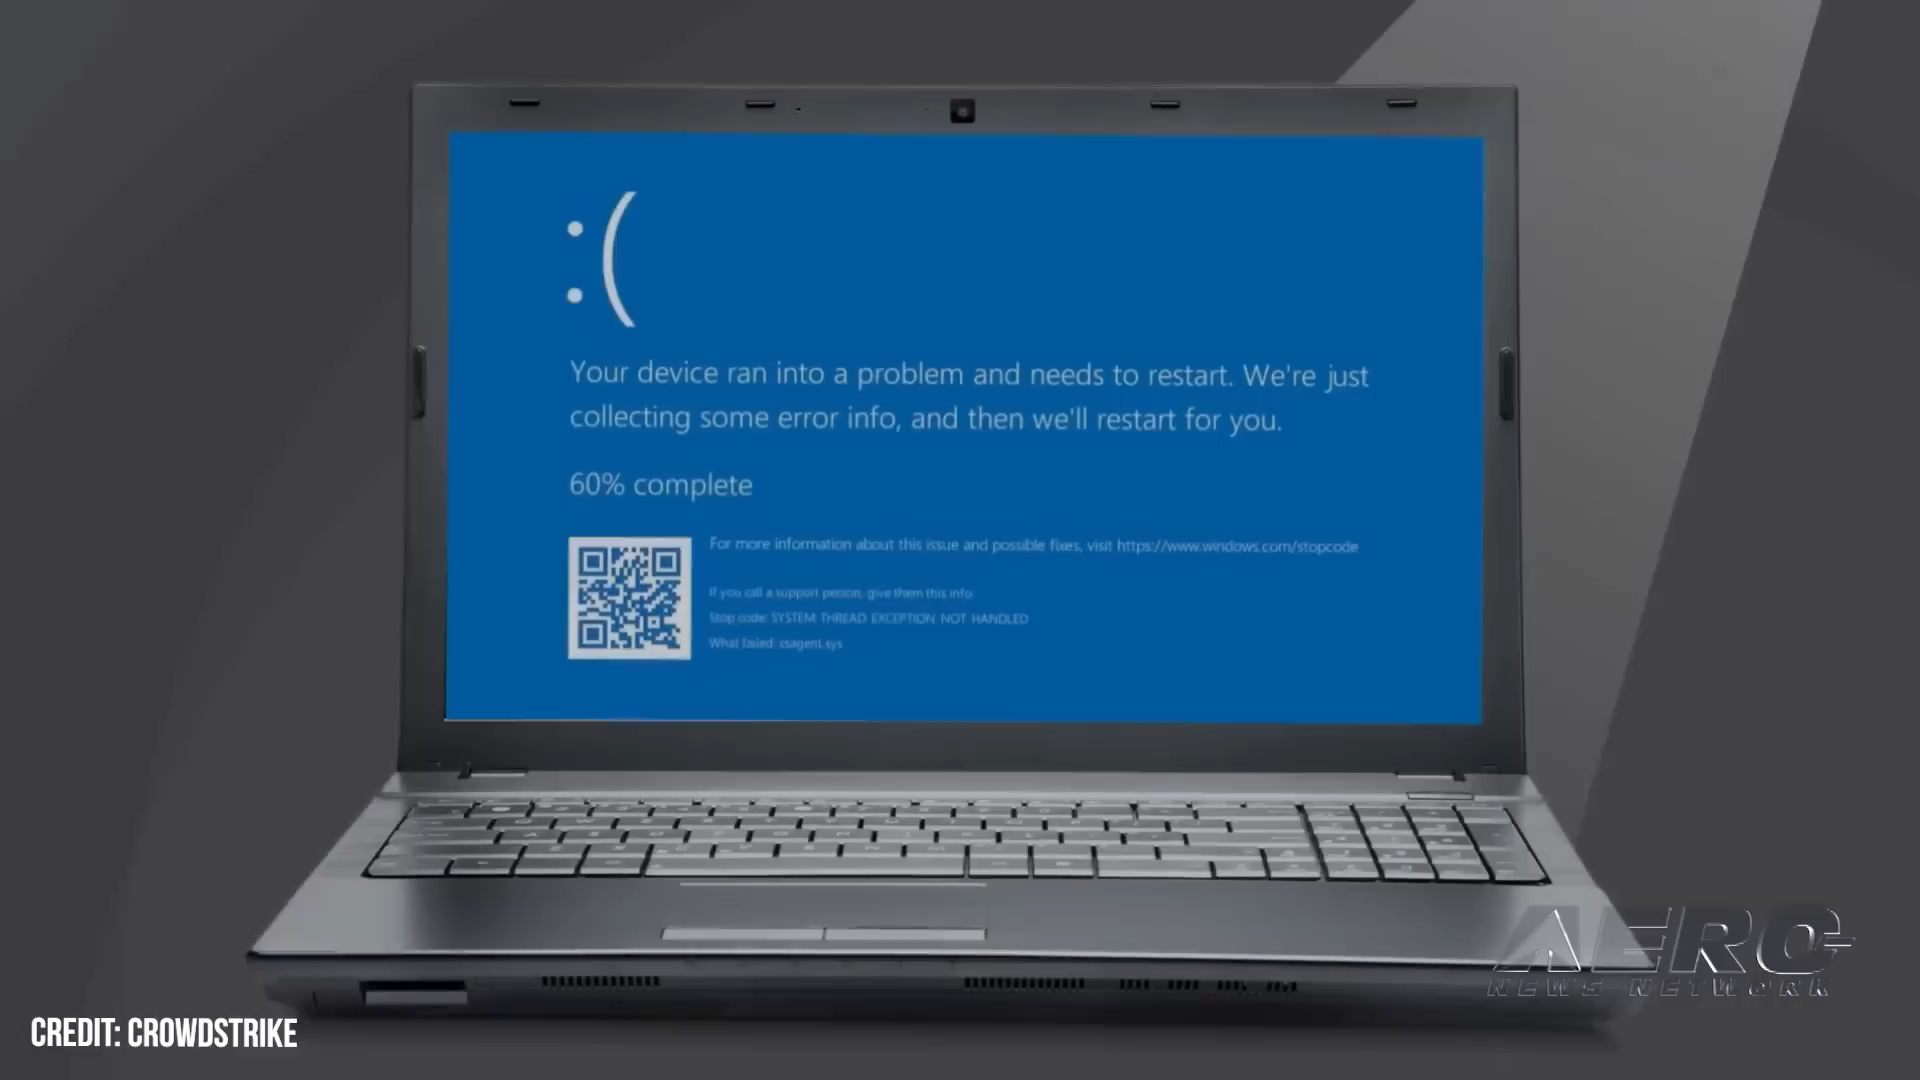 :(
Your device ran into a problem and needs to restart. We're just
collecting some error info, and then we'll restart for you.
60% complete
For more information about this issue and possible fixes, visit https://www.windows.com/stopcode
If you call a support person, give them this info:
Stop code: SYSTEM THREAD EXCEPTION NOT HANDLED
What failed: csagent.sys
AERO
NEWS NETWORK
CREDIT: CROWDSTRIKE